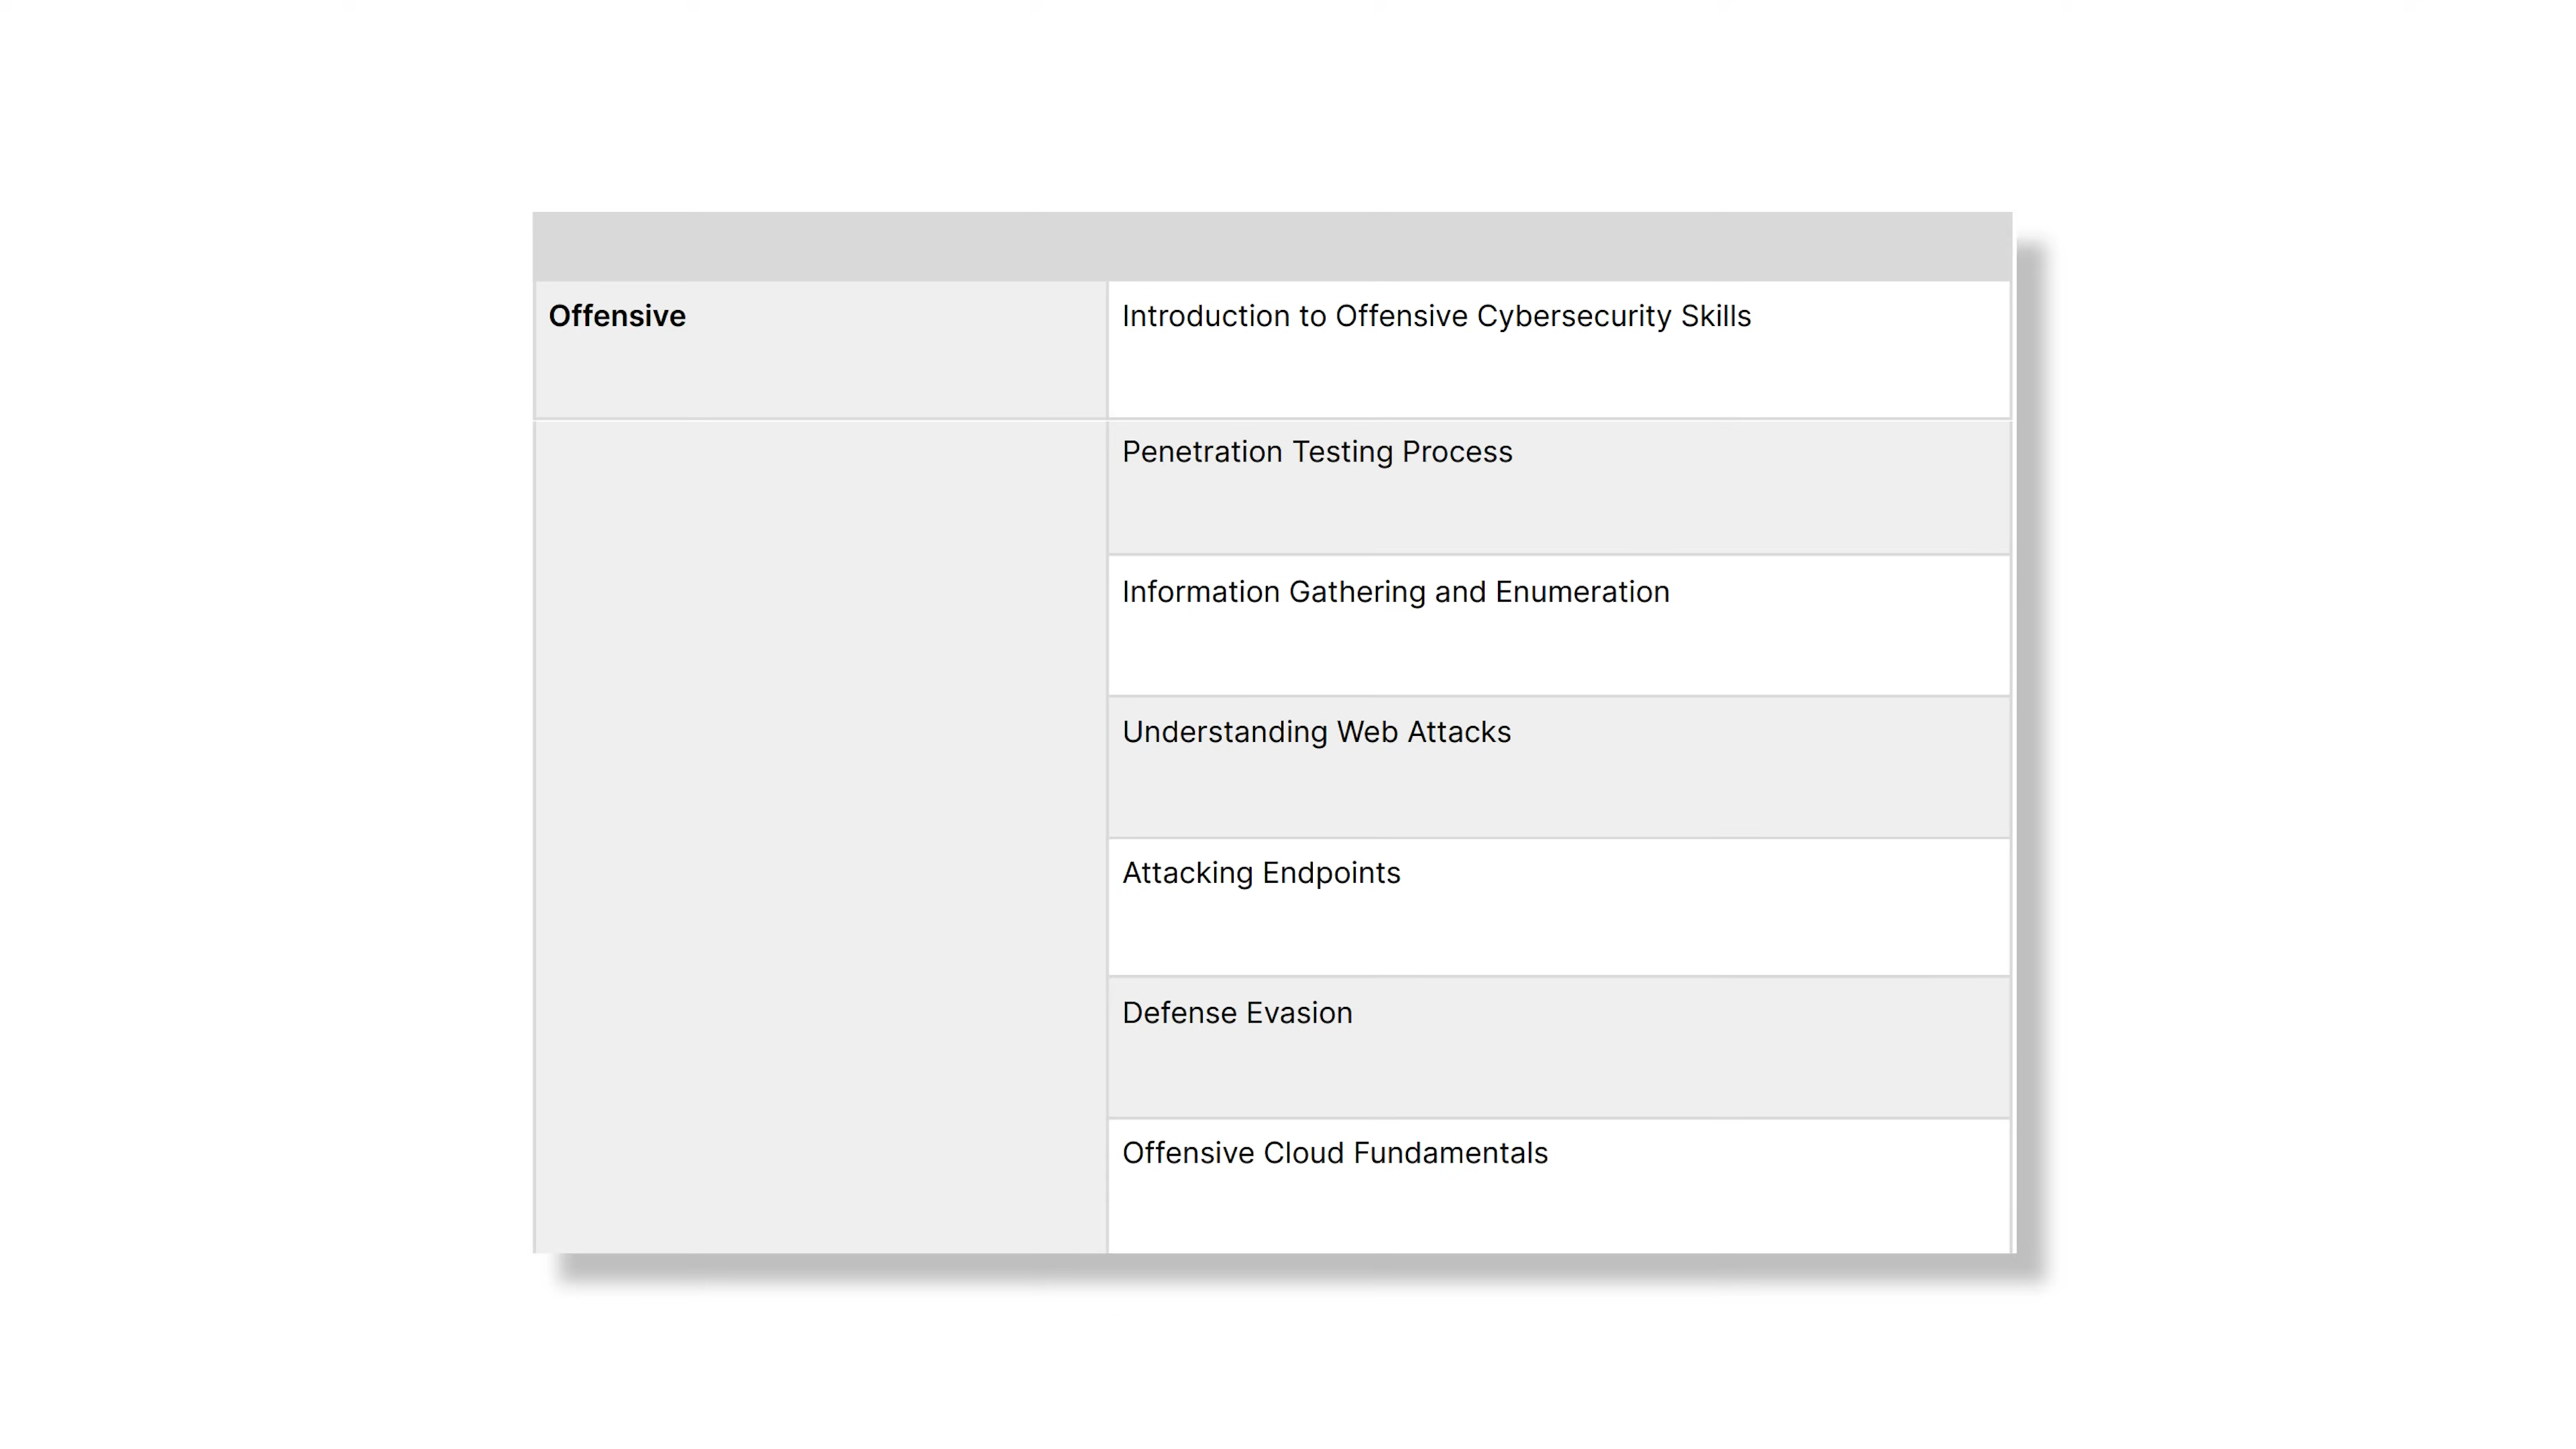 Offensive
Introduction to Offensive Cybersecurity Skills
Penetration Testing Process
Information Gathering and Enumeration
Understanding Web Attacks
Attacking Endpoints
Defense Evasion
Offensive Cloud Fundamentals